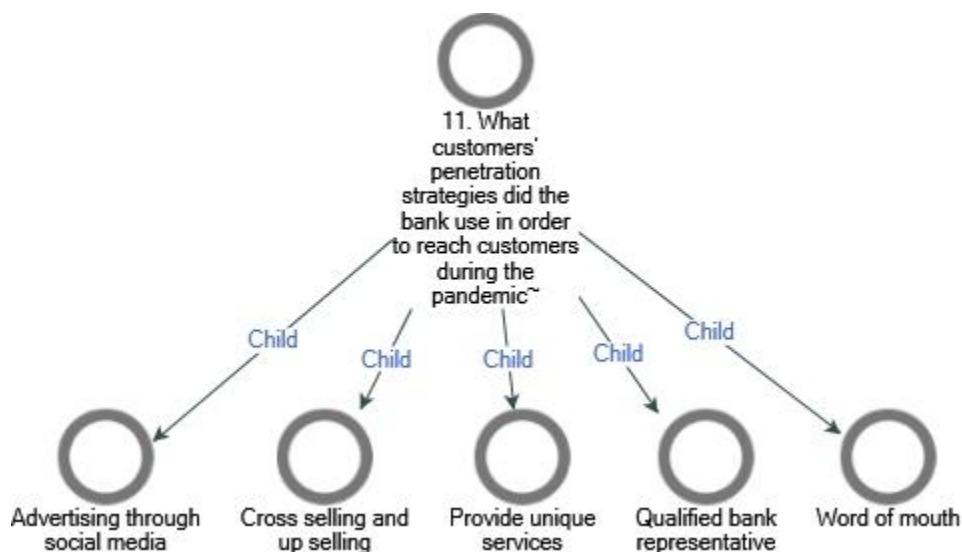 11. What
customers'
penetration
strategies did the
bank use in order
to reach customers
during the
pandemic~
Child
Child
Child
Child
Child
Advertising through
social media
Cross selling and
up selling
Provide unique
services
Qualified bank
representative
Word of mouth